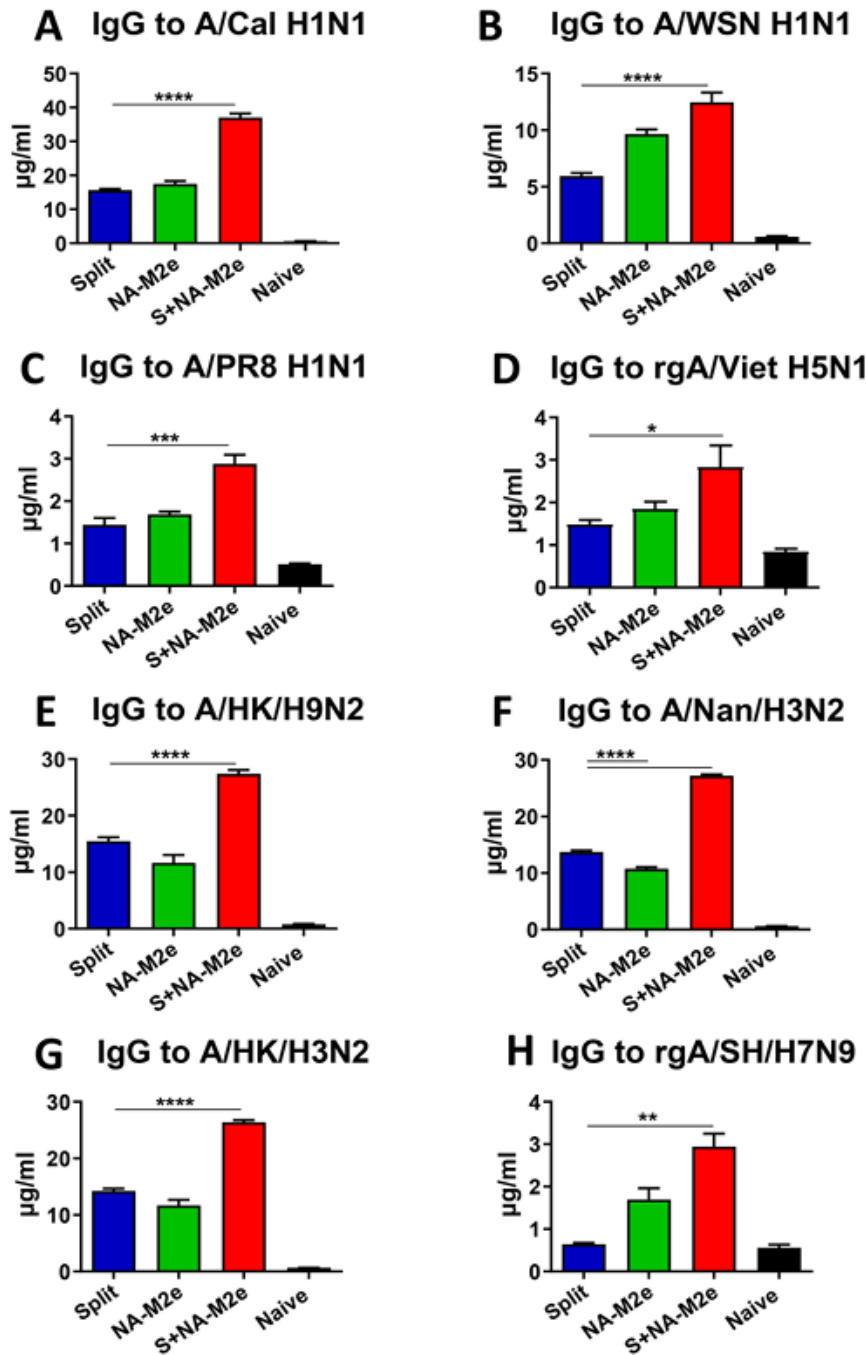 A IgG to A/Cal H1N1
****
µg/ml
50
40
30
20
10
0
Split
NA-M2e
S+NA-M2e
Naive
B IgG to A/WSN H1N1
****
µg/ml
15
10
5
0
Split
NA-M2e
S+NA-M2e
Naive
C IgG to A/PR8 H1N1
***
µg/ml
4
3
2
1
0
Split
NA-M2e
S+NA-M2e
Naive
D IgG to rgA/Viet H5N1
*
µg/ml
4
3
2
1
0
Split
NA-M2e
S+NA-M2e
Naive
E IgG to A/HK/H9N2
****
µg/ml
30
20
10
0
Split
NA-M2e
S+NA-M2e
Naive
F IgG to A/Nan/H3N2
****
µg/ml
30
20
10
0
Split
NA-M2e
S+NA-M2e
Naive
G IgG to A/HK/H3N2
****
µg/ml
30
20
10
0
Split
NA-M2e
S+NA-M2e
Naive
H IgG to rgA/SH/H7N9
**
µg/ml
4
3
2
1
0
Split
NA-M2e
S+NA-M2e
Naive